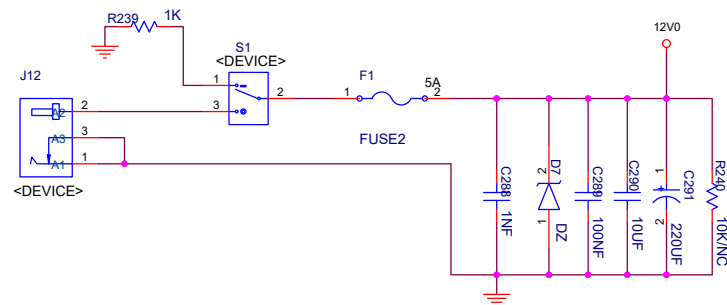 R239 1K
12V0
S1
<DEVICE>
J12
F1
5A
1
2
3
1 2
2
A2
3
A3
1
A1
<DEVICE>
FUSE2
C288
1NF
D7
2
1
DZ
C289
100NF
C290
10UF
1
2
C291
220UF
R240
10K/NC